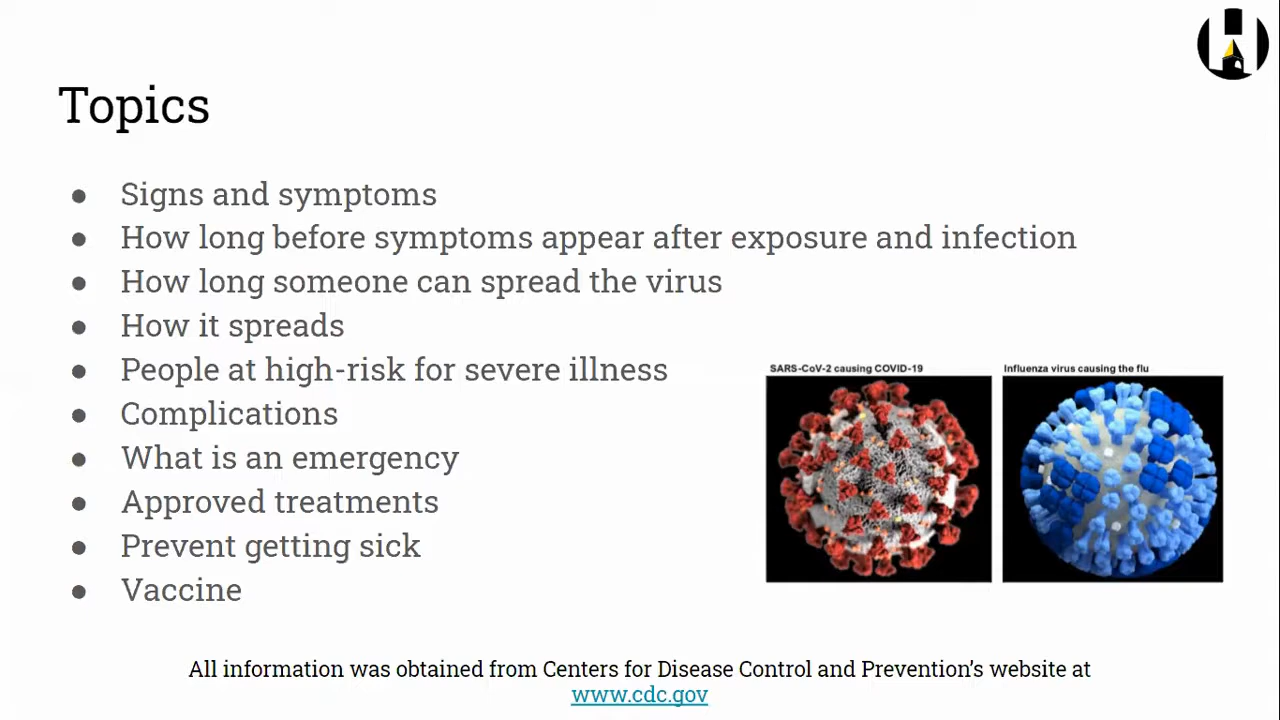 Topics
Signs and symptoms
How long before symptoms appear after exposure and infection
How long someone can spread the virus
How it spreads
People at high-risk for severe illness
Complications
What is an emergency
Approved treatments
Prevent getting sick
Vaccine
SARS-CoV-2 causing COVID-19
Influenza virus causing the flu
All information was obtained from Centers for Disease Control and Prevention's website at
www.cdc.gov